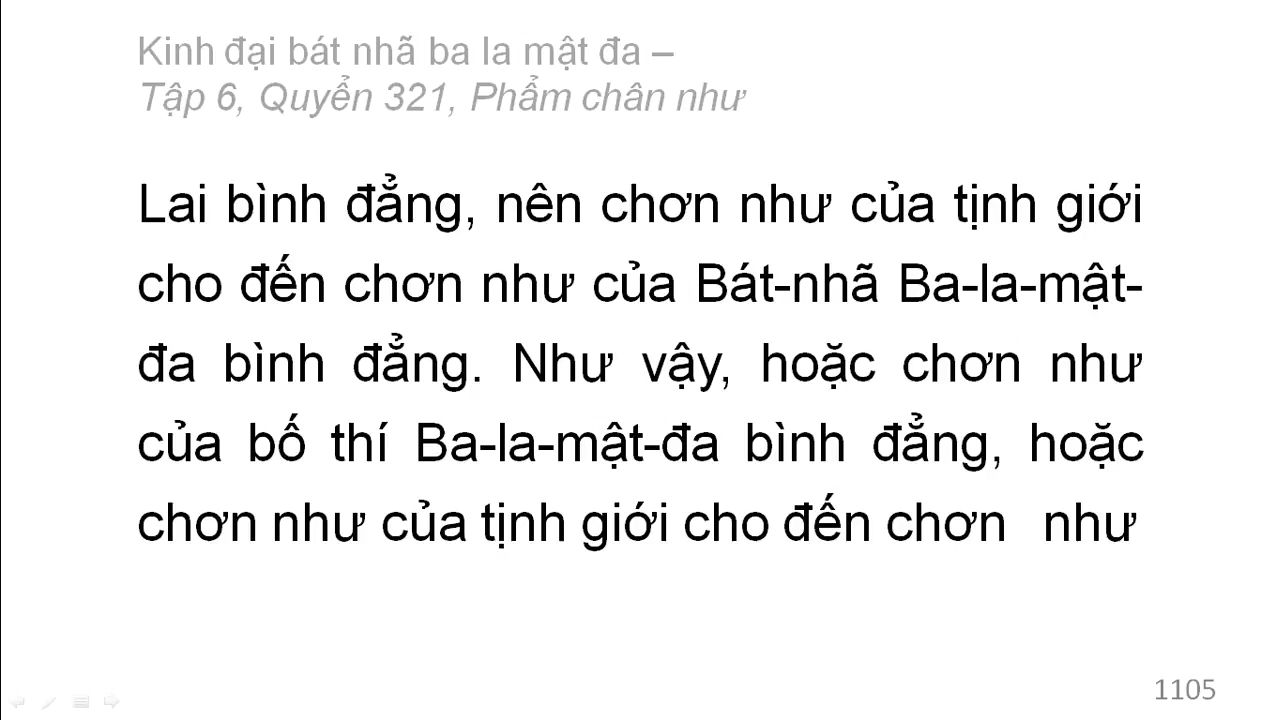 Kinh đại bát nhã ba la mật đa –
Tập 6, Quyển 321, Phẩm chân như
Lai bình đẳng, nên chơn như của tịnh giới
cho đến chơn như của Bát-nhã Ba-la-mật-
đa bình đẳng. Như vậy, hoặc chơn như
của bố thí Ba-la-mật-đa bình đẳng, hoặc
chơn như của tịnh giới cho đến chơn như
1105